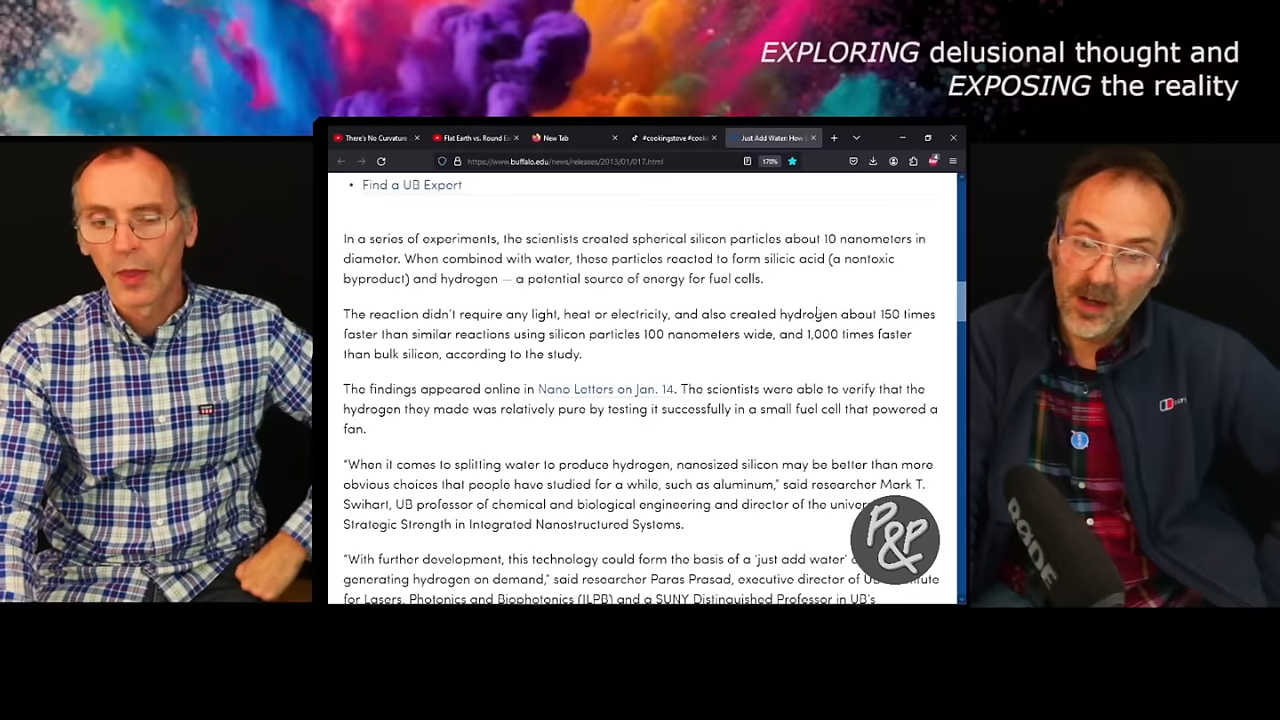 EXPLORING delusional thought and
EXPOSING the reality
There's No Curvature
Flat Earth vs. Round Ea
New Tab
#cookingstove #cooki
Just Add Water: How S
https://www.buffalo.edu/news/releases/2013/01/017.html
170%
• Find a UB Expert
In a series of experiments, the scientists created spherical silicon particles about 10 nanometers in
diameter. When combined with water, these particles reacted to form silicic acid (a nontoxic
byproduct) and hydrogen — a potential source of energy for fuel cells.
The reaction didn't require any light, heat or electricity, and also created hydrogen about 150 times
faster than similar reactions using silicon particles 100 nanometers wide, and 1,000 times faster
than bulk silicon, according to the study.
The findings appeared online in Nano Letters on Jan. 14. The scientists were able to verify that the
hydrogen they made was relatively pure by testing it successfully in a small fuel cell that powered a
fan.
“When it comes to splitting water to produce hydrogen, nanosized silicon may be better than more
obvious choices that people have studied for a while, such as aluminum,” said researcher Mark T.
Swihart, UB professor of chemical and biological engineering and director of the univer
Strategic Strength in Integrated Nanostructured Systems.
“With further development, this technology could form the basis of a ‘just add water’
generating hydrogen on demand,” said researcher Paras Prasad, executive director of UB
for Lasers, Photonics and Biophotonics (ILPB) and a SUNY Distinguished Professor in UB's
P&P
RØDE